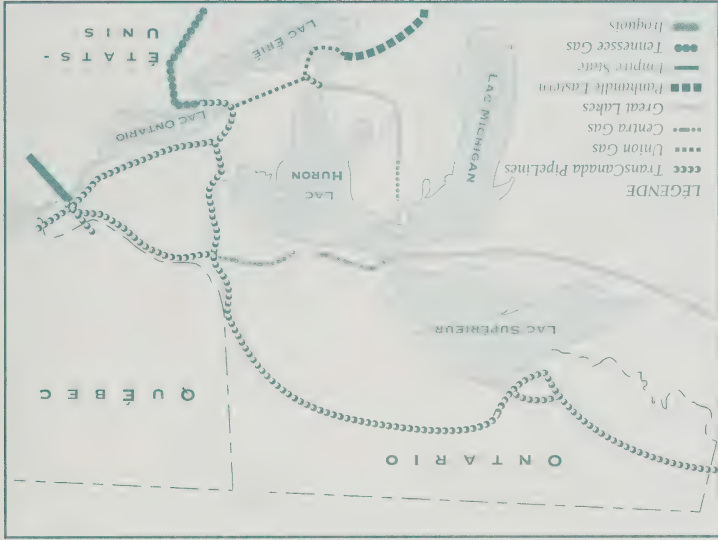 ONTARIO
QUÉBEC
LAC SUPÉRIEUR
LAC
HURON
LAC MICHIGAN
LAC ONTARIO
LAC ÉRIÉ
ÉTATS-
UNIS
LÉGENDE
TransCanada PipeLines
Union Gas
Centra Gas
Great Lakes
Panhandle Eastern
Empire State
Tennessee Gas
Iroquois